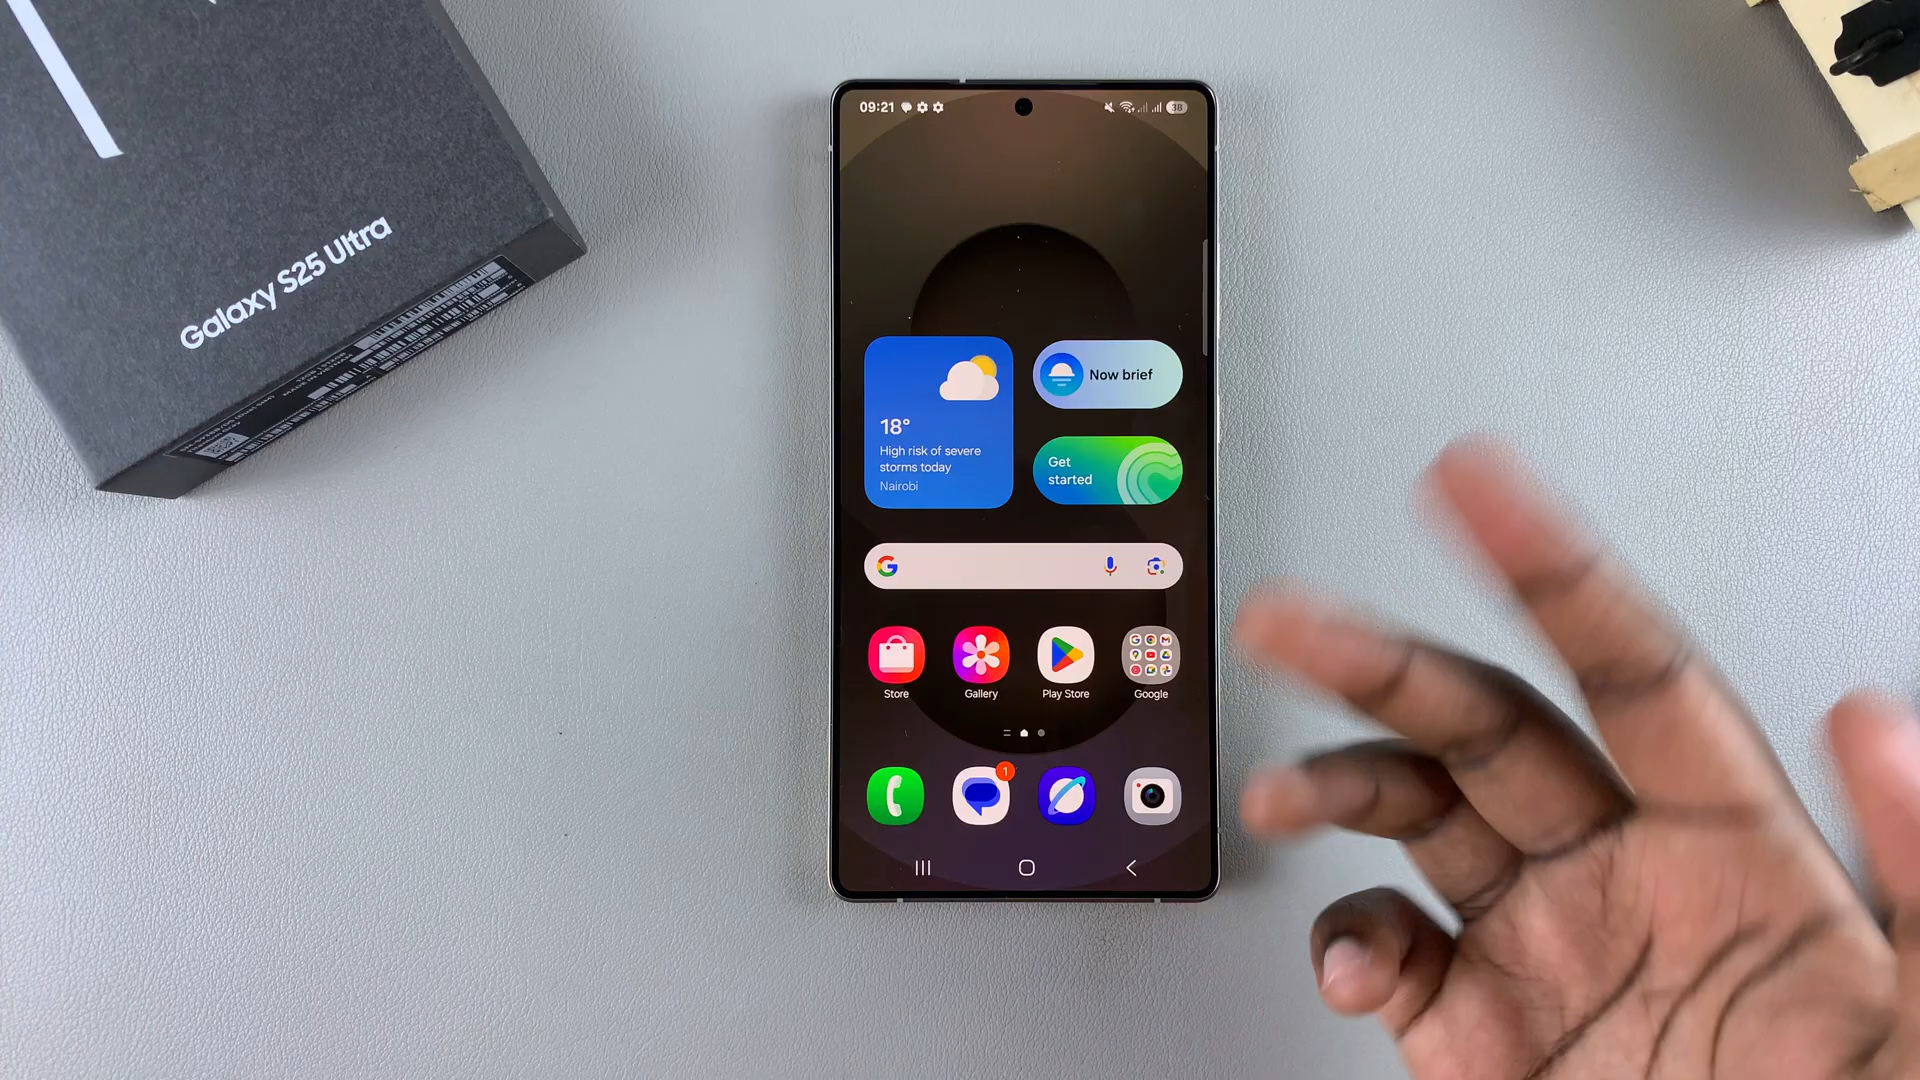 Galaxy S25 Ultra
09:21
38
18°
High risk of severe
storms today
Nairobi
Now brief
Get
started
Store
Gallery
Play Store
Google
1